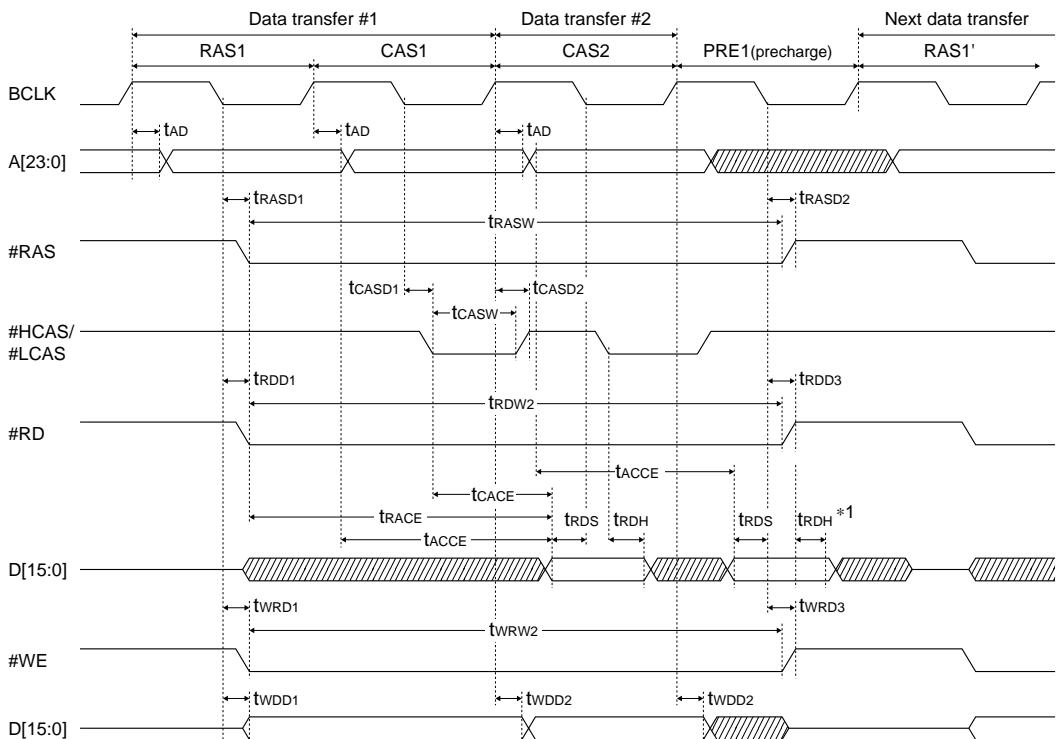 Data transfer #1 Data transfer #2 Next data transfer
RAS1 CAS1 CAS2 PRE1(precharge) RAS1'
BCLK
tAD tAD tAD
A[23:0]
tRASD1 tRASD2
tRASW
#RAS
tCASD1 tCASD2
tCASW
#HCAS/
#LCAS
tRDD1 tRDD3
tRDW2
#RD
tACCE
tCACE
tRACE tRDS tRDH tRDS tRDH *1
tACCE
D[15:0]
tWRD1 tWRD3
tWRW2
#WE
tWDD1 tWDD2 tWDD2
D[15:0]